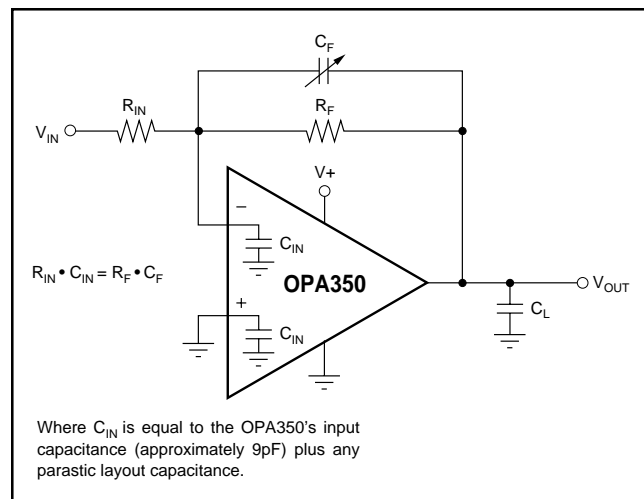 C_F
R_IN
R_F
V_IN
V+
–
C_IN
R_IN • C_IN = R_F • C_F
OPA350
V_OUT
+
C_IN
C_L
Where C_IN is equal to the OPA350's input
capacitance (approximately 9pF) plus any
parastic layout capacitance.